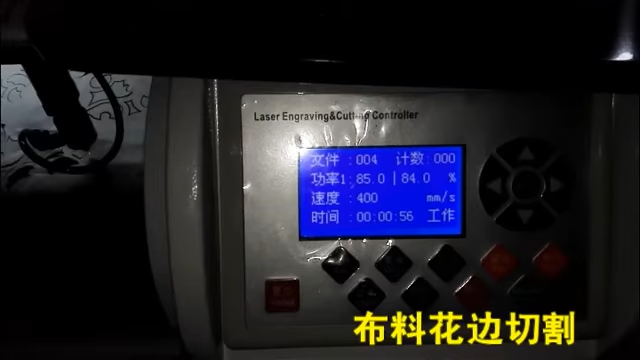 Laser Engraving&Cutting Controller
文件 :004 计数:000
功率1:85.0 | 84.0 %
速度 :400 mm/s
时间 :00:00:56 工作
布料花边切割